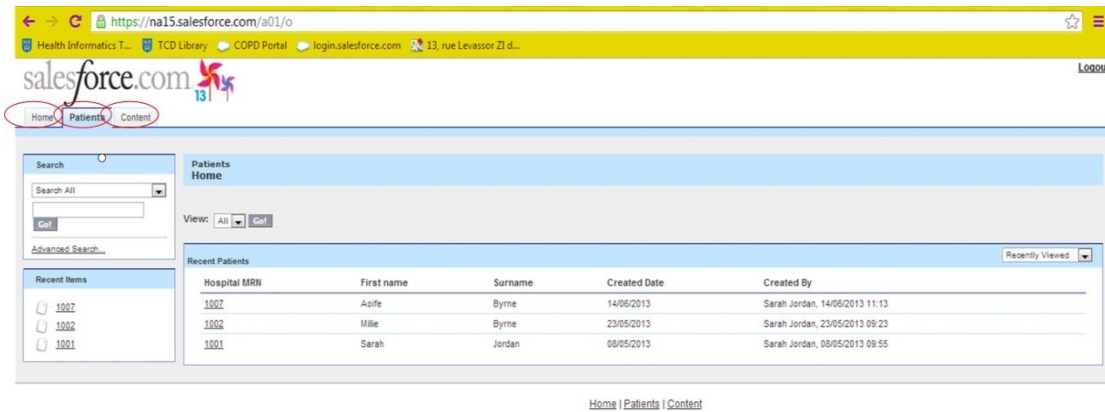 https://na15.salesforce.com/a01/o
Health Informatics T... TCD Library COPD Portal login.salesforce.com 13, rue Levassor ZI d...
salesforce.com 13
Logou
Home Patients Content
Search
Search All
Go!
Advanced Search...
Recent Items
1007
1002
1001
Patients
Home
View: All Go!
Recent Patients Recently Viewed
Hospital MRN First name Surname Created Date Created By
1007 Aoife Byrne 14/06/2013 Sarah Jordan, 14/06/2013 11:13
1002 Millie Byrne 23/05/2013 Sarah Jordan, 23/05/2013 09:23
1001 Sarah Jordan 08/05/2013 Sarah Jordan, 08/05/2013 09:55
Home | Patients | Content